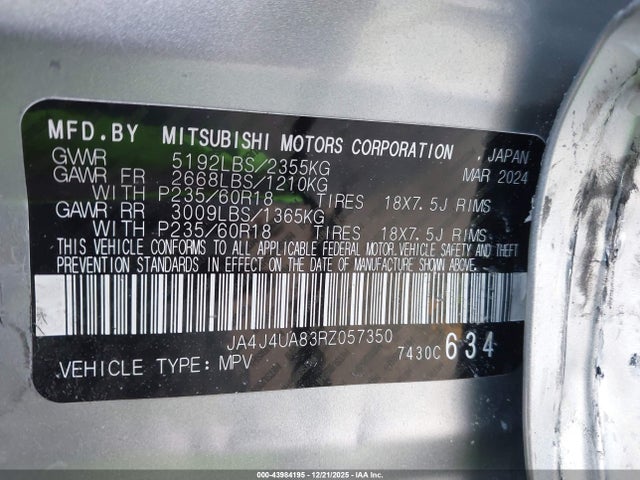 MFD.BY MITSUBISHI MOTORS CORPORATION , JAPAN
GVWR 5192LBS/2355KG MAR 2024
GAWR FR 2668LBS/1210KG
WITH P235/60R18 TIRES 18X7.5J RIMS
GAWR RR 3009LBS/1365KG
WITH P235/60R18 TIRES 18X7.5J RIMS
THIS VEHICLE CONFORMS TO ALL APPLICABLE FEDERAL MOTOR VEHICLE SAFETY AND THEFT
PREVENTION STANDARDS IN EFFECT ON THE DATE OF MANUFACTURE SHOWN ABOVE.
JA4J4UA83RZ057350
VEHICLE TYPE: MPV 7430C 634
000-43984195 - 12/21/2025 - IAAI.COM